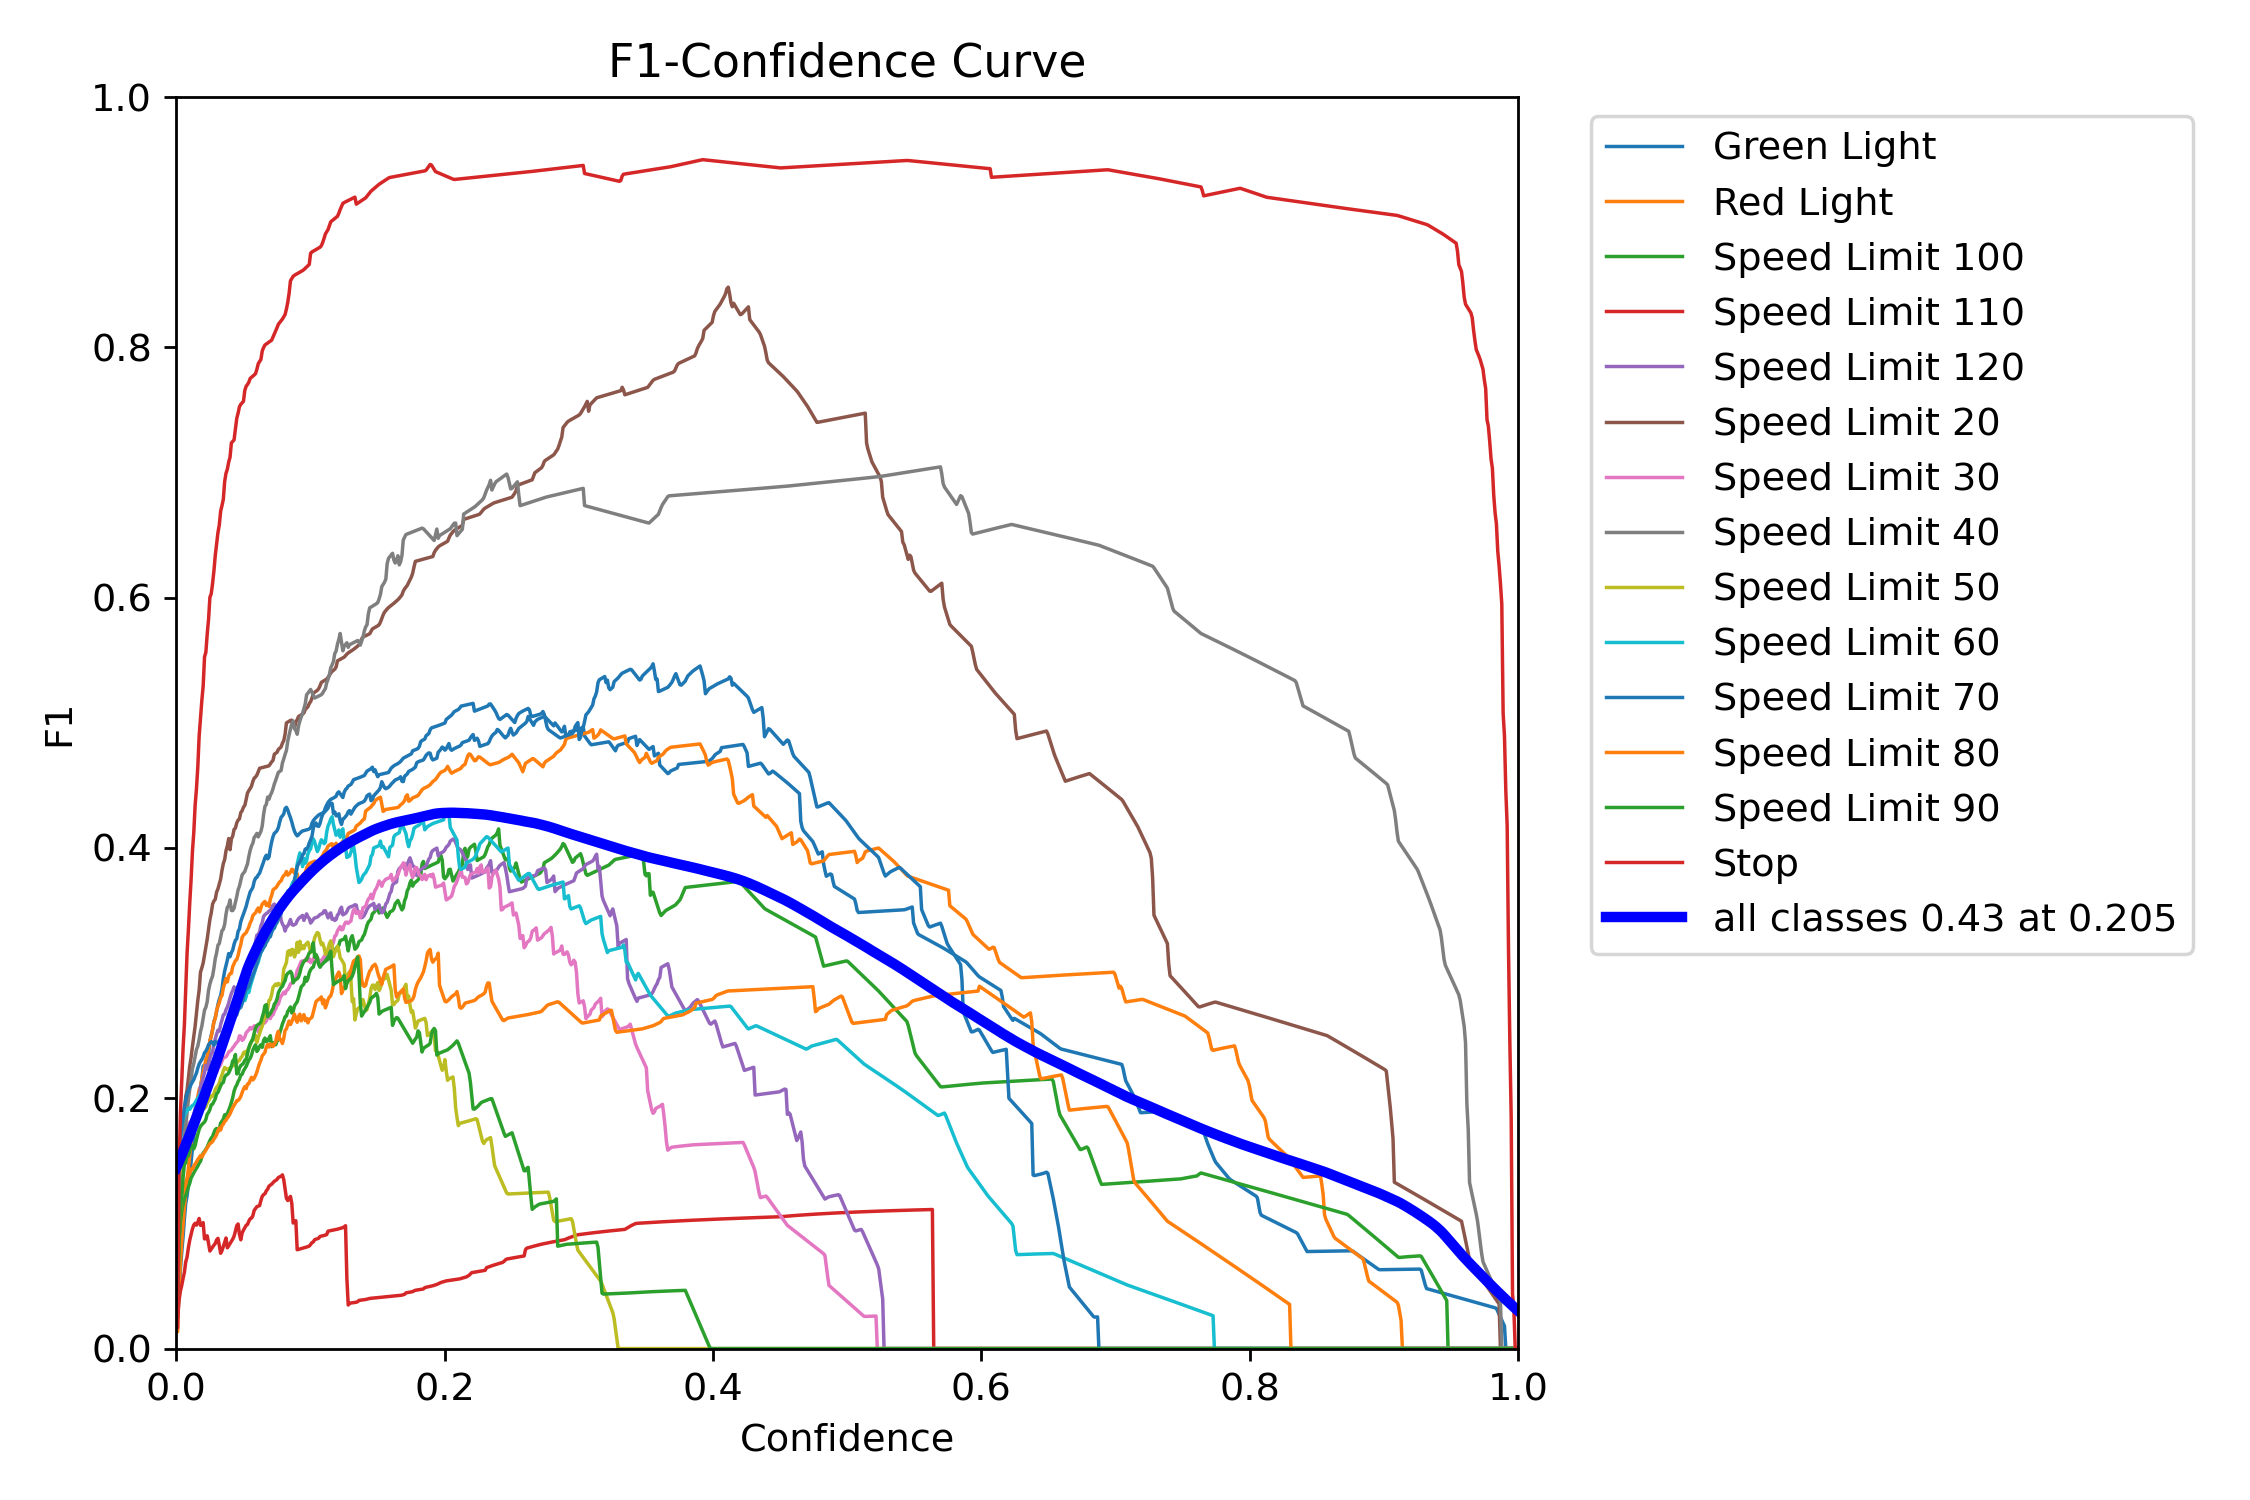 F1-Confidence Curve
1.0
0.8
0.6
0.4
0.2
0.0
F1
0.0 0.2 0.4 0.6 0.8 1.0
Confidence
Green Light
Red Light
Speed Limit 100
Speed Limit 110
Speed Limit 120
Speed Limit 20
Speed Limit 30
Speed Limit 40
Speed Limit 50
Speed Limit 60
Speed Limit 70
Speed Limit 80
Speed Limit 90
Stop
all classes 0.43 at 0.205